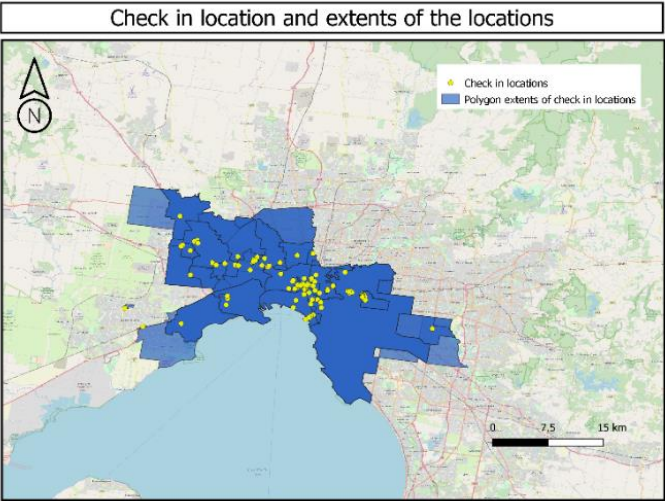 Check in location and extents of the locations
N
Check in locations
Polygon extents of check in locations
0 7.5 15 km